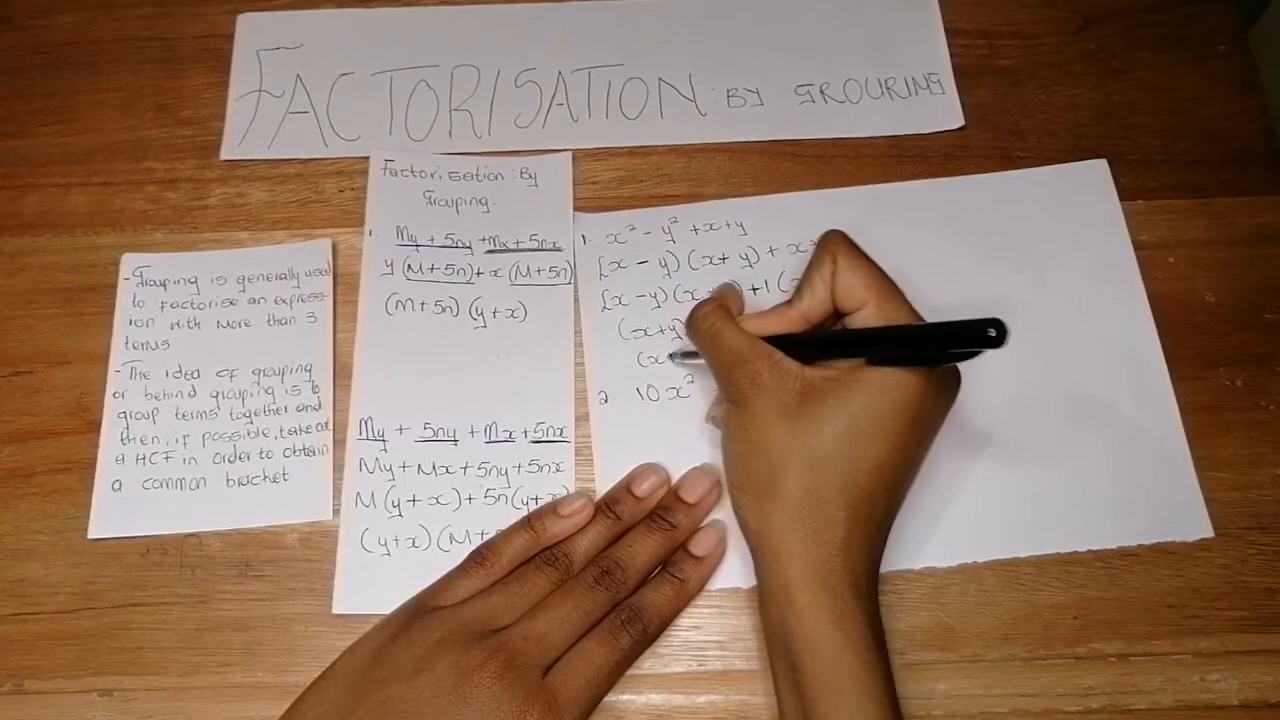 FACTORISATION: BY GROUPING
-Grouping is generally used
to factorise an express-
ion with more than 3
terms
-The idea of grouping
or behind grouping is to
group terms together and
then, if possible, take out
a HCF in order to obtain
a common bracket
Factorisation: By
Grouping.
1. My + 5ny + Mx + 5nx
y (M+5n) + x (M+5n)
(M+5n) (y+x)
My + 5ny + Mx + 5nx
My + Mx + 5ny + 5nx
M(y+x) + 5n(y+x)
(y+x) (M+
1. x² - y² + x + y
(x - y) (x + y) + x
(x - y) (x + 1 (
(x+y)
(x
2. 10x²